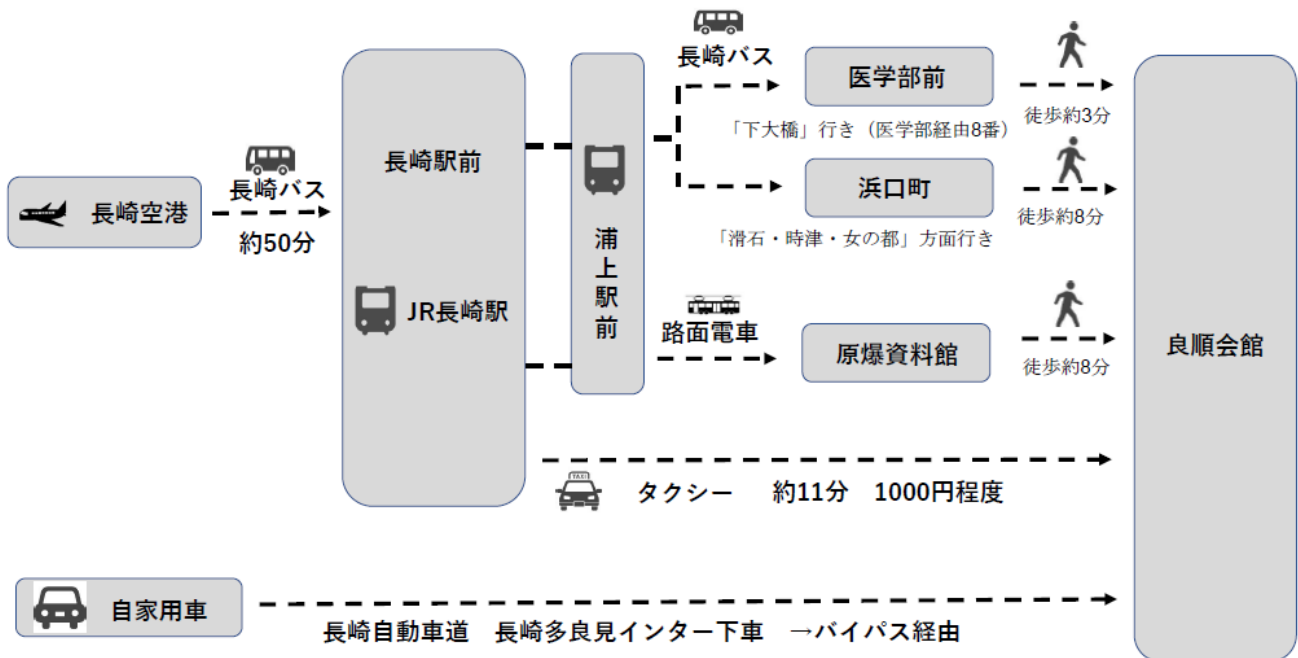 長崎空港
長崎バス
約50分
長崎駅前
JR長崎駅
浦上駅前
長崎バス
医学部前
「下大橋」行き（医学部経由8番）
徒歩約3分
浜口町
「滑石・時津・女の都」方面行き
徒歩約8分
路面電車
原爆資料館
徒歩約8分
良順会館
TAXI
タクシー　約11分　1000円程度
自家用車
長崎自動車道　長崎多良見インター下車　→バイパス経由